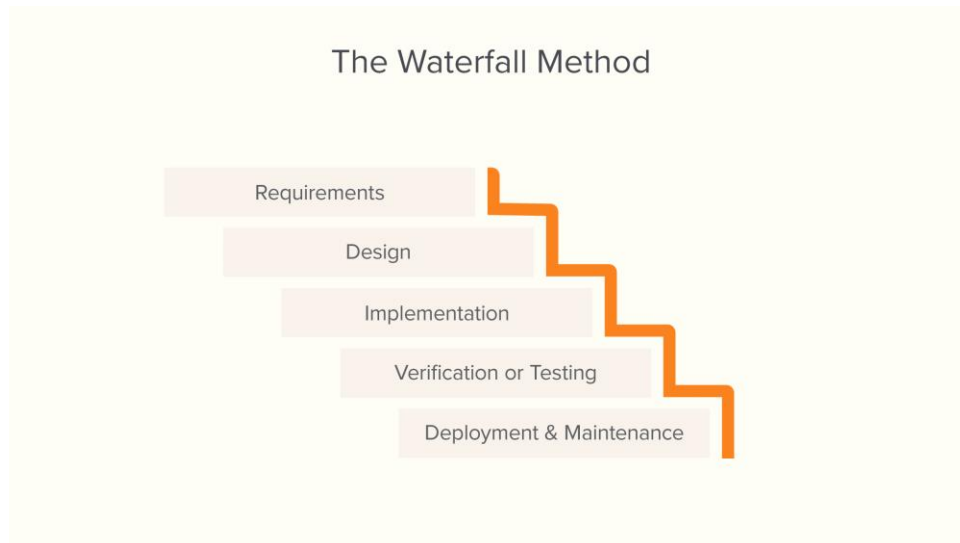 The Waterfall Method
Requirements
Design
Implementation
Verification or Testing
Deployment & Maintenance